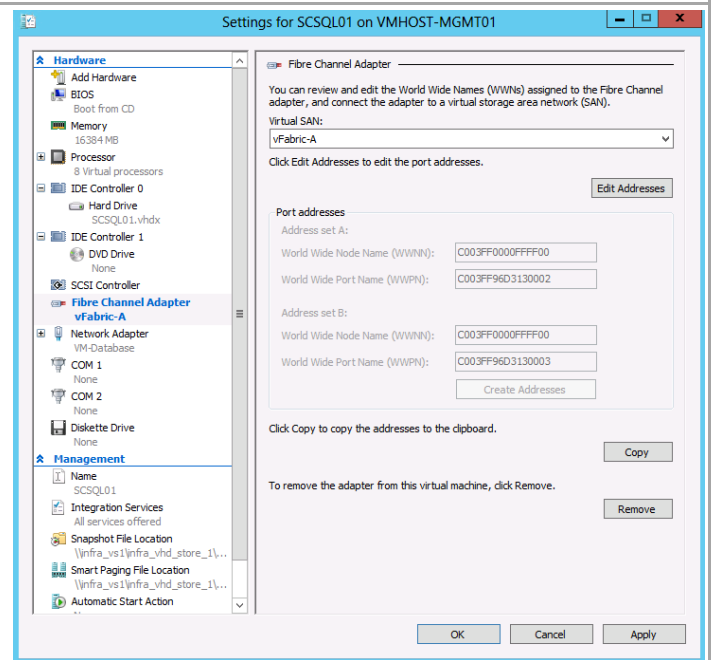 Settings for SCSQL01 on VMHOST-MGMT01
Hardware
Add Hardware
BIOS
Boot from CD
Memory
16384 MB
Processor
8 Virtual processors
IDE Controller 0
Hard Drive
SCSQL01.vhdx
IDE Controller 1
DVD Drive
None
SCSI Controller
Fibre Channel Adapter
vFabric-A
Network Adapter
VM-Database
COM 1
None
COM 2
None
Diskette Drive
None
Management
Name
SCSQL01
Integration Services
All services offered
Snapshot File Location
\\infra_vs1\infra_vhd_store_1\...
Smart Paging File Location
\\infra_vs1\infra_vhd_store_1\...
Automatic Start Action
Fibre Channel Adapter
You can review and edit the World Wide Names (WWNs) assigned to the Fibre Channel
adapter, and connect the adapter to a virtual storage area network (SAN).
Virtual SAN:
vFabric-A
Click Edit Addresses to edit the port addresses.
Edit Addresses
Port addresses
Address set A:
World Wide Node Name (WWNN): C003FF0000FFFF00
World Wide Port Name (WWPN): C003FF96D3130002
Address set B:
World Wide Node Name (WWNN): C003FF0000FFFF00
World Wide Port Name (WWPN): C003FF96D3130003
Create Addresses
Click Copy to copy the addresses to the clipboard.
Copy
To remove the adapter from this virtual machine, click Remove.
Remove
OK Cancel Apply